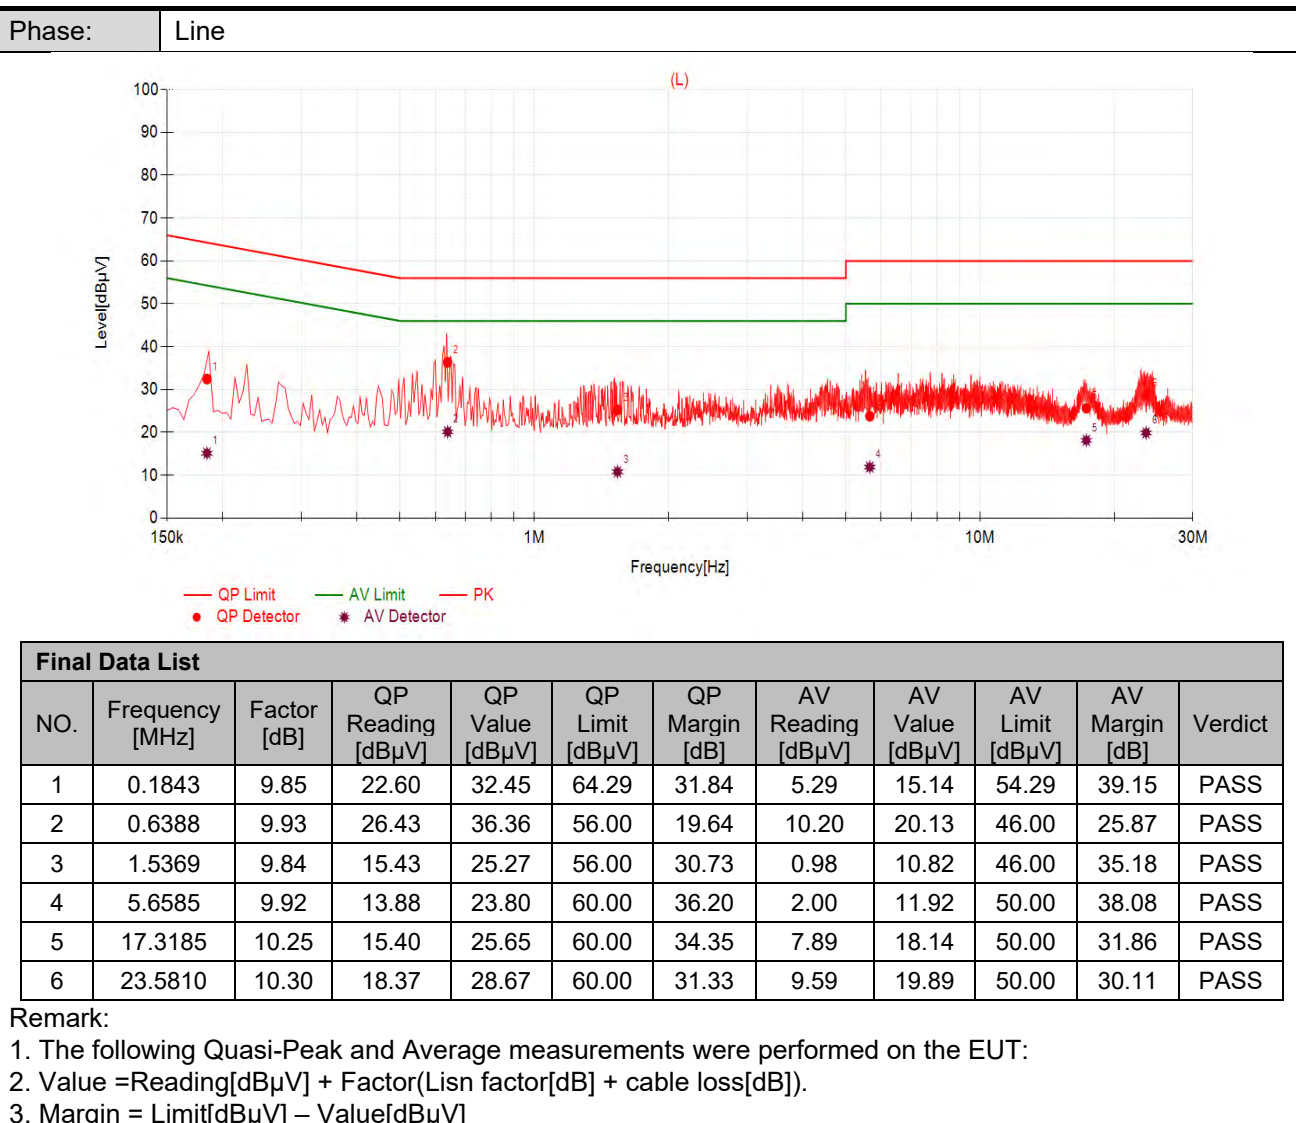 Phase: Line
(L)
100
90
80
70
60
50
40
30
20
10
0
Level[dBµV]
150k 1M 10M 30M
Frequency[Hz]
1
2
3
4
5
6
1
2
QP Limit AV Limit PK
QP Detector AV Detector
Final Data List
NO. Frequency [MHz] Factor [dB] QP Reading [dBµV] QP Value [dBµV] QP Limit [dBµV] QP Margin [dB] AV Reading [dBµV] AV Value [dBµV] AV Limit [dBµV] AV Margin [dB] Verdict
1 0.1843 9.85 22.60 32.45 64.29 31.84 5.29 15.14 54.29 39.15 PASS
2 0.6388 9.93 26.43 36.36 56.00 19.64 10.20 20.13 46.00 25.87 PASS
3 1.5369 9.84 15.43 25.27 56.00 30.73 0.98 10.82 46.00 35.18 PASS
4 5.6585 9.92 13.88 23.80 60.00 36.20 2.00 11.92 50.00 38.08 PASS
5 17.3185 10.25 15.40 25.65 60.00 34.35 7.89 18.14 50.00 31.86 PASS
6 23.5810 10.30 18.37 28.67 60.00 31.33 9.59 19.89 50.00 30.11 PASS
Remark:
1. The following Quasi-Peak and Average measurements were performed on the EUT:
2. Value =Reading[dBµV] + Factor(Lisn factor[dB] + cable loss[dB]).
3. Margin = Limit[dBµV] – Value[dBµV]